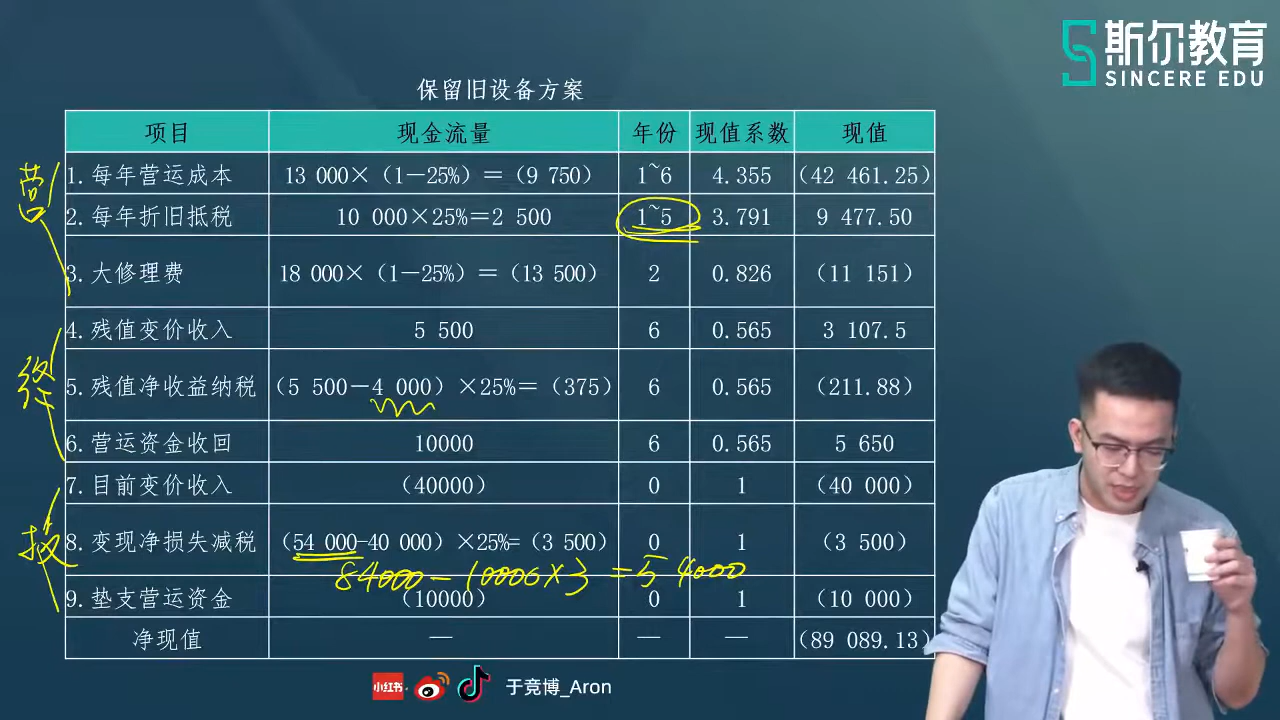 斯尔教育
SINCERE EDU
保留旧设备方案
项目 现金流量 年份 现值系数 现值
1.每年营运成本 13 000×（1－25%）＝（9 750） 1~6 4.355 （42 461.25）
2.每年折旧抵税 10 000×25%＝2 500 1~5 3.791 9 477.50
3.大修理费 18 000×（1－25%）＝（13 500） 2 0.826 （11 151）
4.残值变价收入 5 500 6 0.565 3 107.5
5.残值净收益纳税 （5 500－4 000）×25%＝（375） 6 0.565 （211.88）
6.营运资金收回 10000 6 0.565 5 650
7.目前变价收入 （40000） 0 1 （40 000）
8.变现净损失减税 （54 000-40 000）×25%=（3 500） 0 1 （3 500）
84000－10000×3＝54000
9.垫支营运资金 （10000） 0 1 （10 000）
净现值 — — — （89 089.13）
营
终
投
小红书
于竞博_Aron